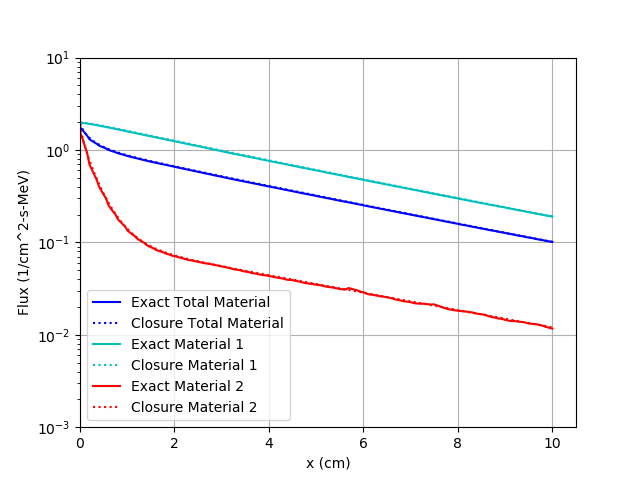 10^1
10^0
10^−1
10^−2
10^−3
Flux (1/cm^2-s-MeV)
Exact Total Material
Closure Total Material
Exact Material 1
Closure Material 1
Exact Material 2
Closure Material 2
0 2 4 6 8 10
x (cm)